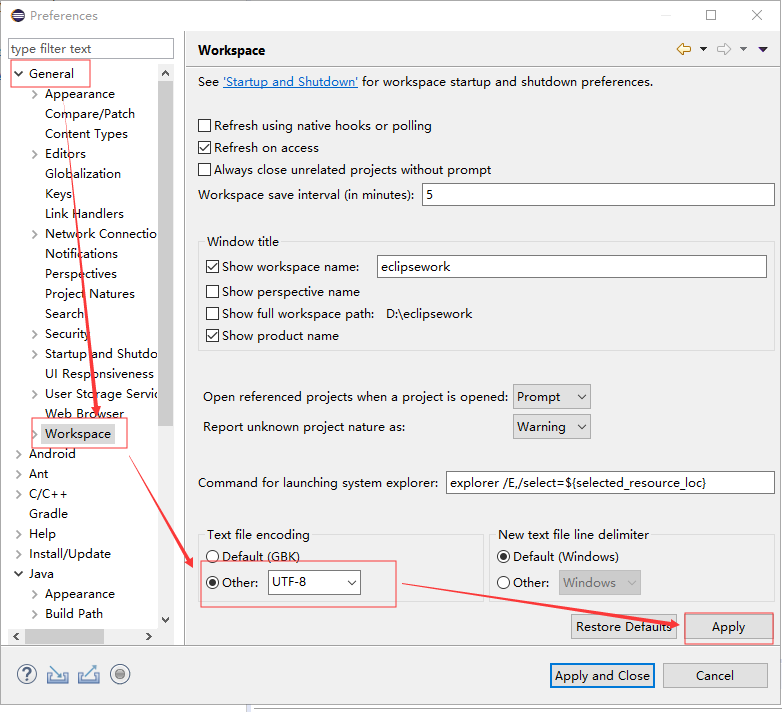 Preferences
type filter text
General
Appearance
Compare/Patch
Content Types
Editors
Globalization
Keys
Link Handlers
Network Connectio
Notifications
Perspectives
Project Natures
Search
Security
Startup and Shutdo
UI Responsiveness
User Storage Servic
Web Browser
Workspace
Android
Ant
C/C++
Gradle
Help
Install/Update
Java
Appearance
Build Path
Workspace
See 'Startup and Shutdown' for workspace startup and shutdown preferences.
Refresh using native hooks or polling
Refresh on access
Always close unrelated projects without prompt
Workspace save interval (in minutes): 5
Window title
Show workspace name: eclipsework
Show perspective name
Show full workspace path: D:\eclipsework
Show product name
Open referenced projects when a project is opened: Prompt
Report unknown project nature as: Warning
Command for launching system explorer: explorer /E,/select=${selected_resource_loc}
Text file encoding
Default (GBK)
Other: UTF-8
New text file line delimiter
Default (Windows)
Other: Windows
Restore Defaults Apply
Apply and Close Cancel